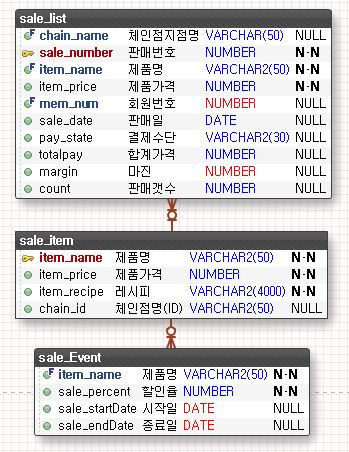 sale_list
chain_name 체인점지점명 VARCHAR(50) NULL
sale_number 판매번호 NUMBER N-N
item_name 제품명 VARCHAR2(50) N-N
item_price 제품가격 NUMBER N-N
mem_num 회원번호 NUMBER NULL
sale_date 판매일 DATE NULL
pay_state 결제수단 VARCHAR2(30) NULL
totalpay 합계가격 NUMBER NULL
margin 마진 NUMBER NULL
count 판매갯수 NUMBER NULL
sale_item
item_name 제품명 VARCHAR2(50) N-N
item_price 제품가격 NUMBER N-N
item_recipe 레시피 VARCHAR2(4000) N-N
chain_id 체인점명(ID) VARCHAR2(50) NULL
sale_Event
item_name 제품명 VARCHAR2(50) N-N
sale_percent 할인율 NUMBER N-N
sale_startDate 시작일 DATE NULL
sale_endDate 종료일 DATE NULL